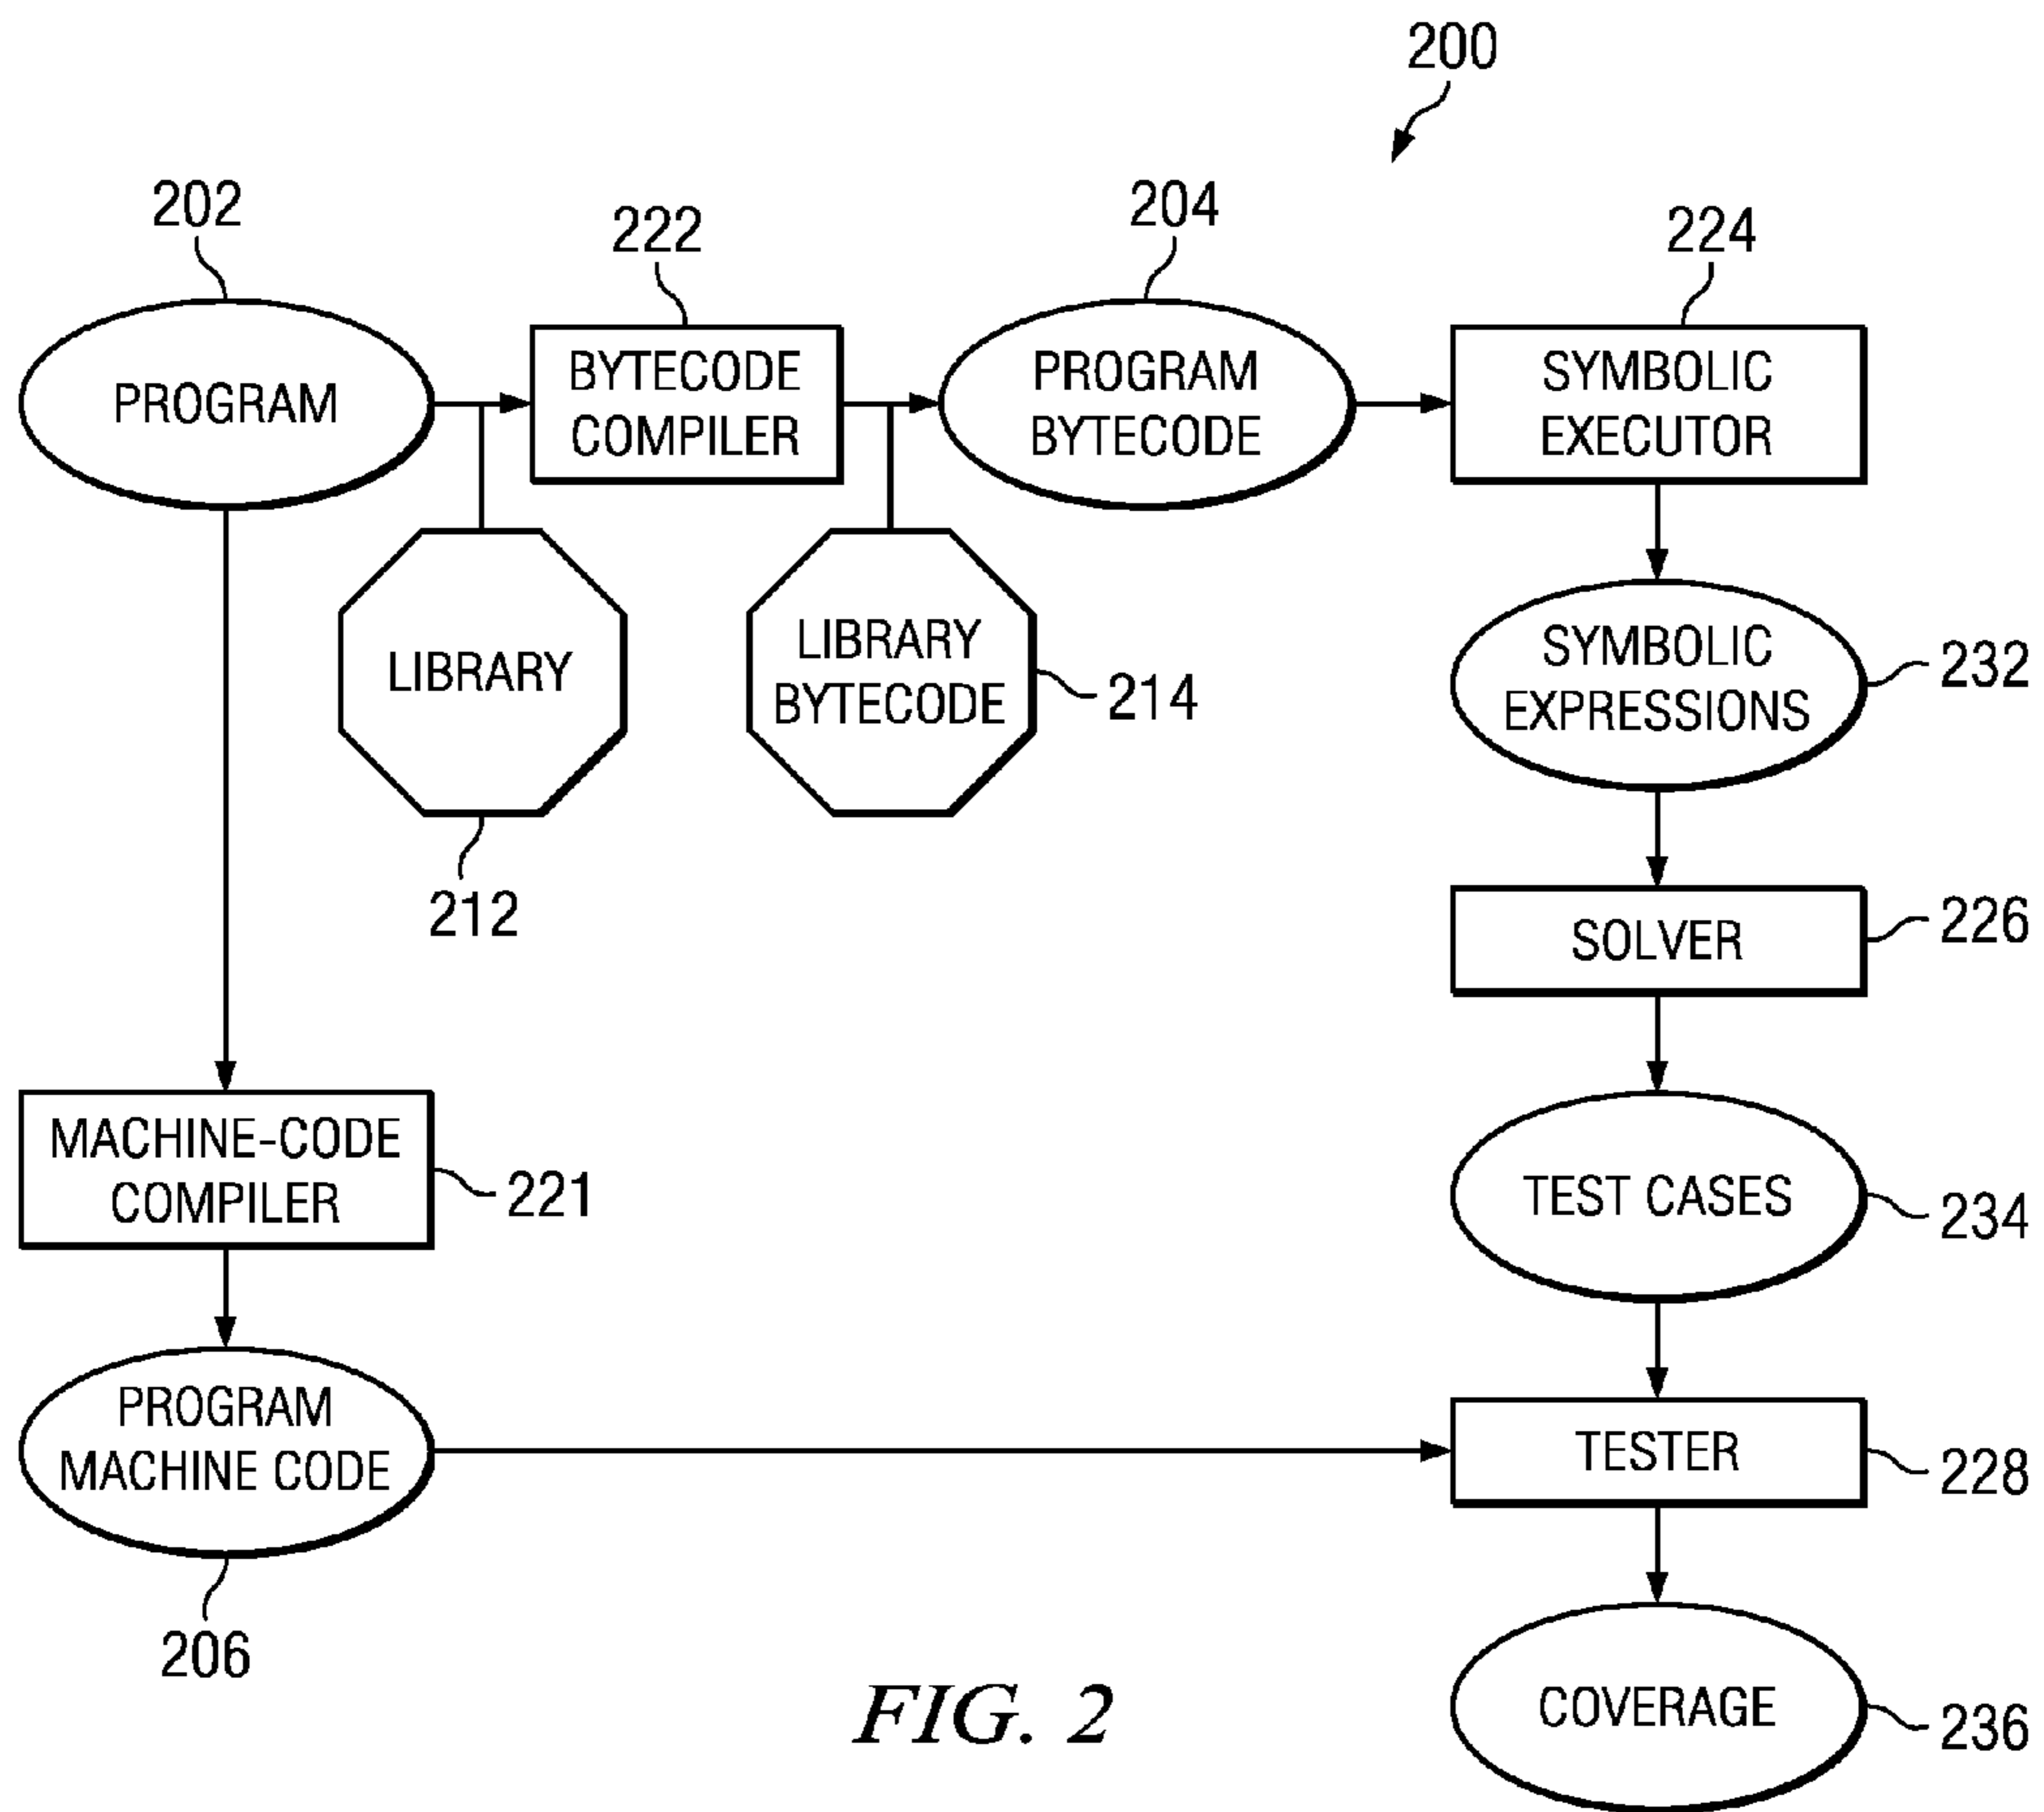 200
202
222
204
224
PROGRAM
BYTECODE
COMPILER
PROGRAM
BYTECODE
SYMBOLIC
EXECUTOR
LIBRARY
212
LIBRARY
BYTECODE
214
SYMBOLIC
EXPRESSIONS
232
SOLVER
226
MACHINE-CODE
COMPILER
221
TEST CASES
234
PROGRAM
MACHINE CODE
206
TESTER
228
COVERAGE
236
FIG. 2